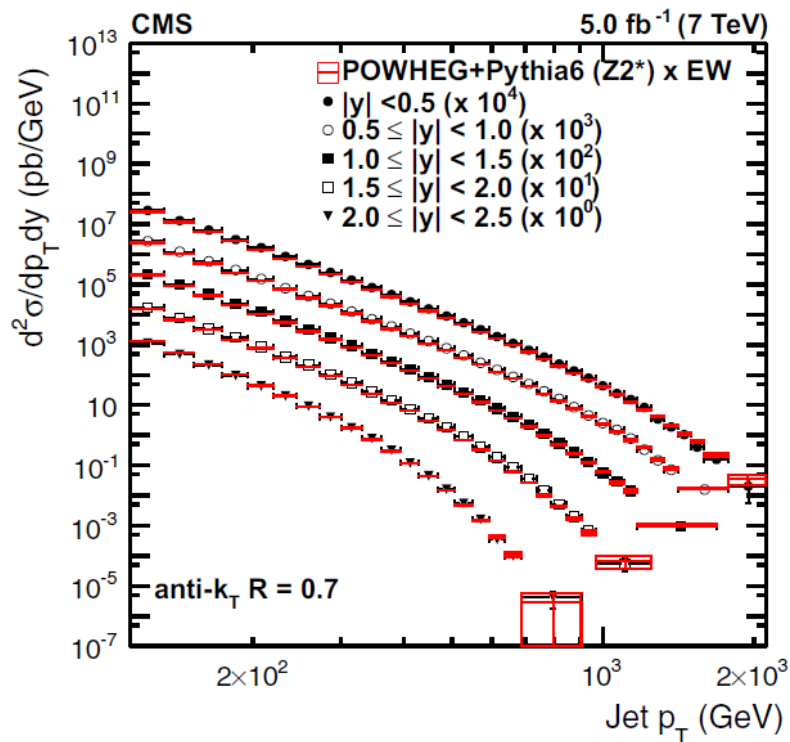 CMS 5.0 fb⁻¹ (7 TeV)
POWHEG+Pythia6 (Z2*) x EW
|y| <0.5 (x 10⁴)
0.5 ≤ |y| < 1.0 (x 10³)
1.0 ≤ |y| < 1.5 (x 10²)
1.5 ≤ |y| < 2.0 (x 10¹)
2.0 ≤ |y| < 2.5 (x 10⁰)
d²σ/dp_T dy (pb/GeV)
10¹³
10¹¹
10⁹
10⁷
10⁵
10³
10
10⁻¹
10⁻³
10⁻⁵
10⁻⁷
anti-k_T R = 0.7
2×10² 10³ 2×10³
Jet p_T (GeV)